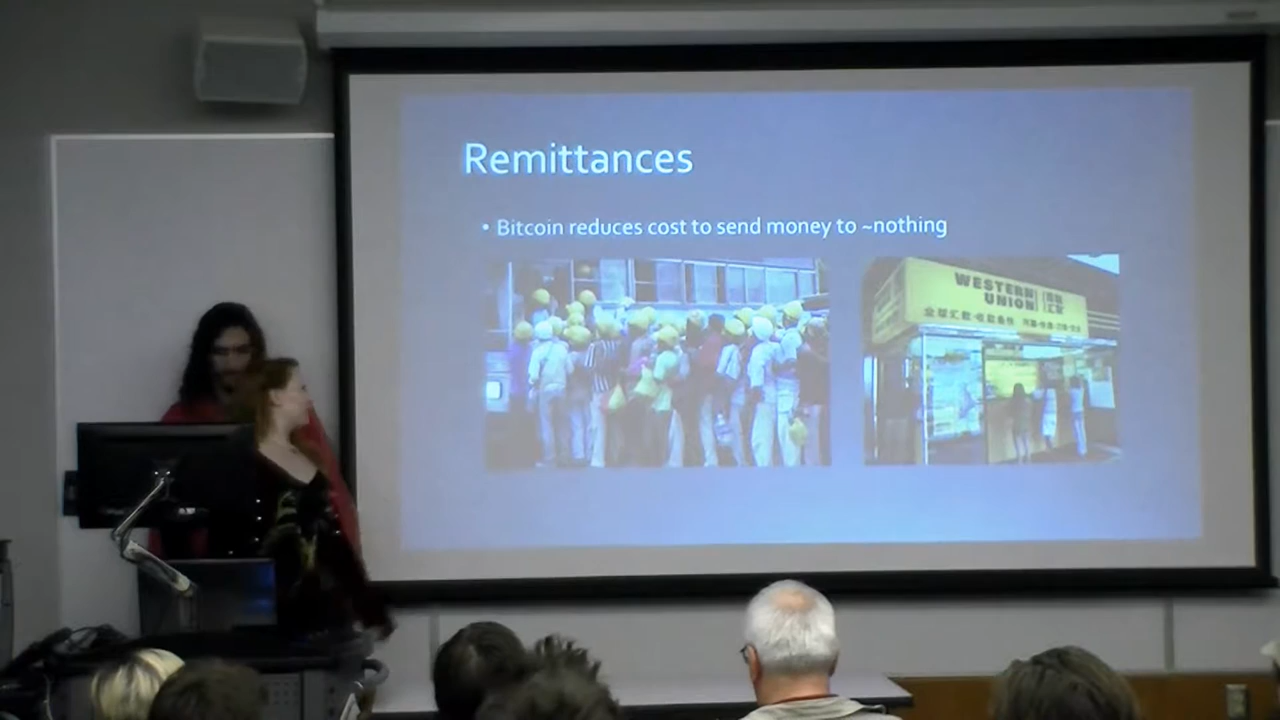 Remittances
• Bitcoin reduces cost to send money to ~nothing
WESTERN
UNION